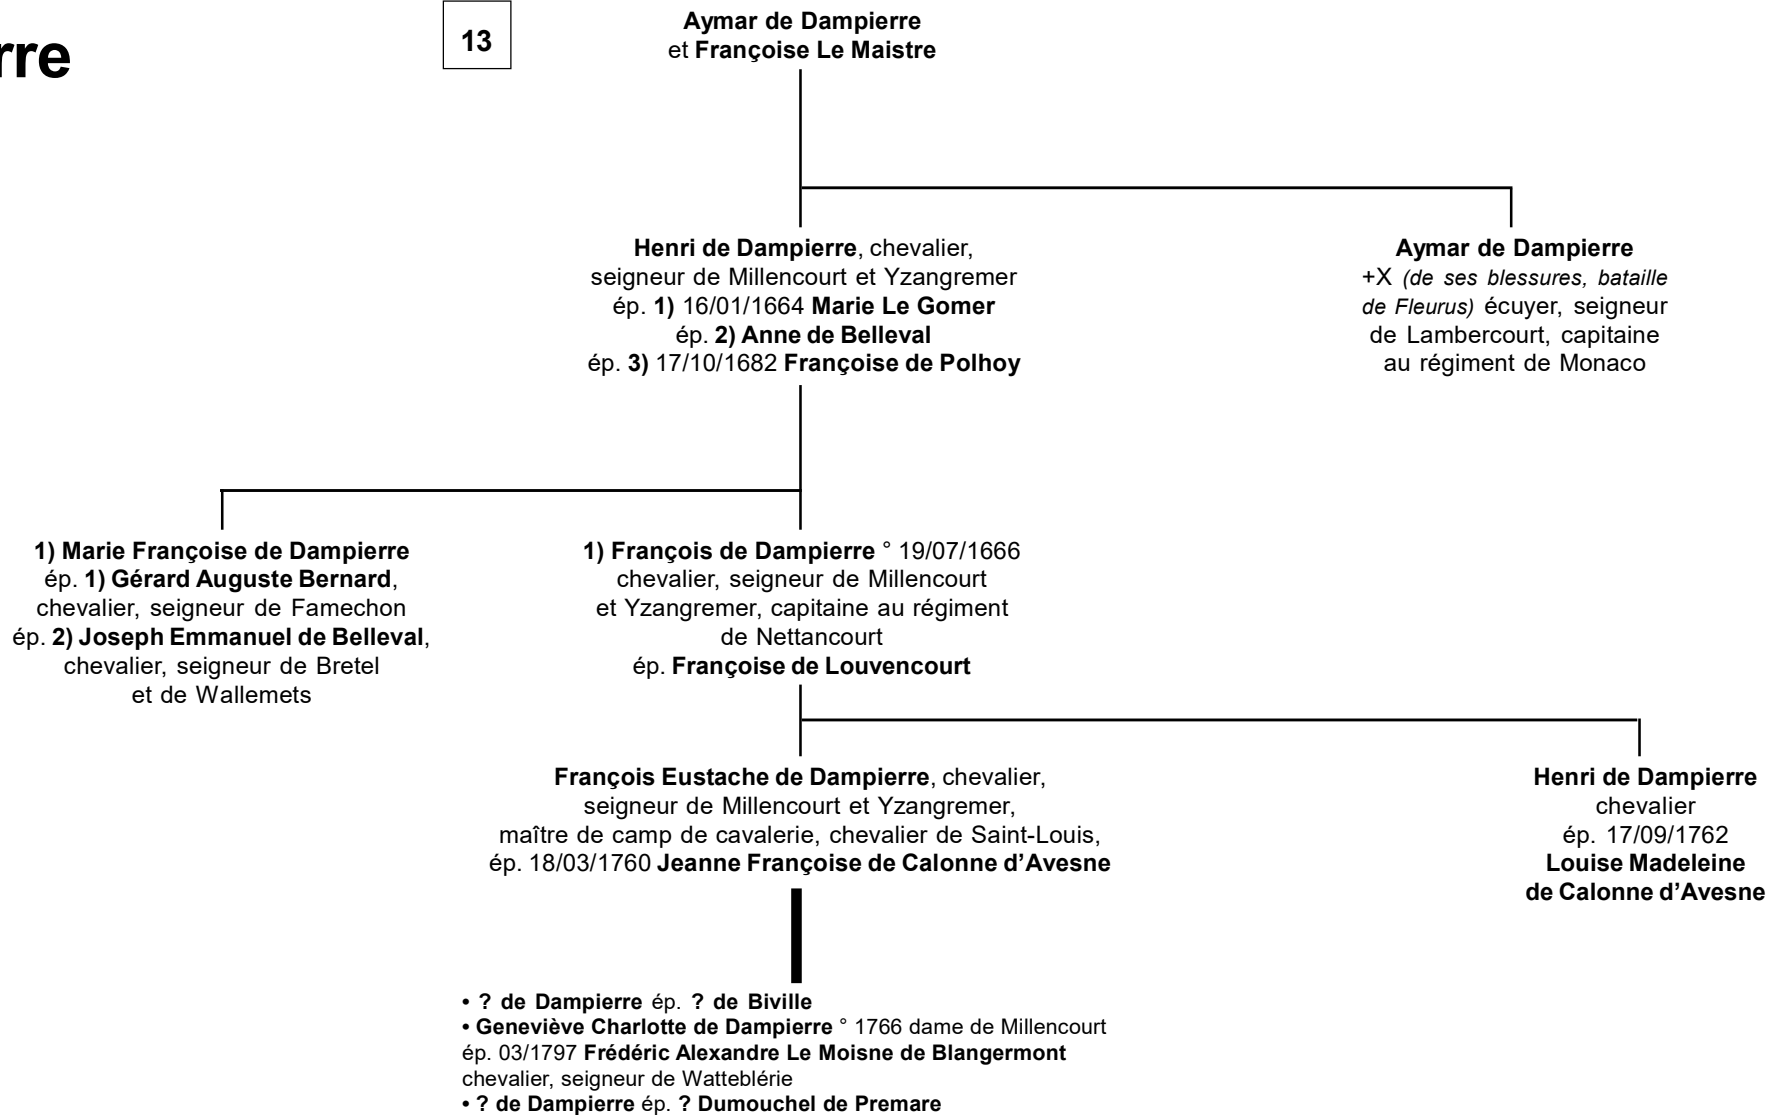 rre
13
Aymar de Dampierre
et Françoise Le Maistre
Henri de Dampierre, chevalier,
seigneur de Millencourt et Yzangremer
ép. 1) 16/01/1664 Marie Le Gomer
ép. 2) Anne de Belleval
ép. 3) 17/10/1682 Françoise de Polhoy
Aymar de Dampierre
+X (de ses blessures, bataille
de Fleurus) écuyer, seigneur
de Lambercourt, capitaine
au régiment de Monaco
1) Marie Françoise de Dampierre
ép. 1) Gérard Auguste Bernard,
chevalier, seigneur de Famechon
ép. 2) Joseph Emmanuel de Belleval,
chevalier, seigneur de Bretel
et de Wallemets
1) François de Dampierre ° 19/07/1666
chevalier, seigneur de Millencourt
et Yzangremer, capitaine au régiment
de Nettancourt
ép. Françoise de Louvencourt
François Eustache de Dampierre, chevalier,
seigneur de Millencourt et Yzangremer,
maître de camp de cavalerie, chevalier de Saint-Louis,
ép. 18/03/1760 Jeanne Françoise de Calonne d’Avesne
Henri de Dampierre
chevalier
ép. 17/09/1762
Louise Madeleine
de Calonne d’Avesne
• ? de Dampierre ép. ? de Biville
• Geneviève Charlotte de Dampierre ° 1766 dame de Millencourt
ép. 03/1797 Frédéric Alexandre Le Moisne de Blangermont
chevalier, seigneur de Watteblérie
• ? de Dampierre ép. ? Dumouchel de Premare